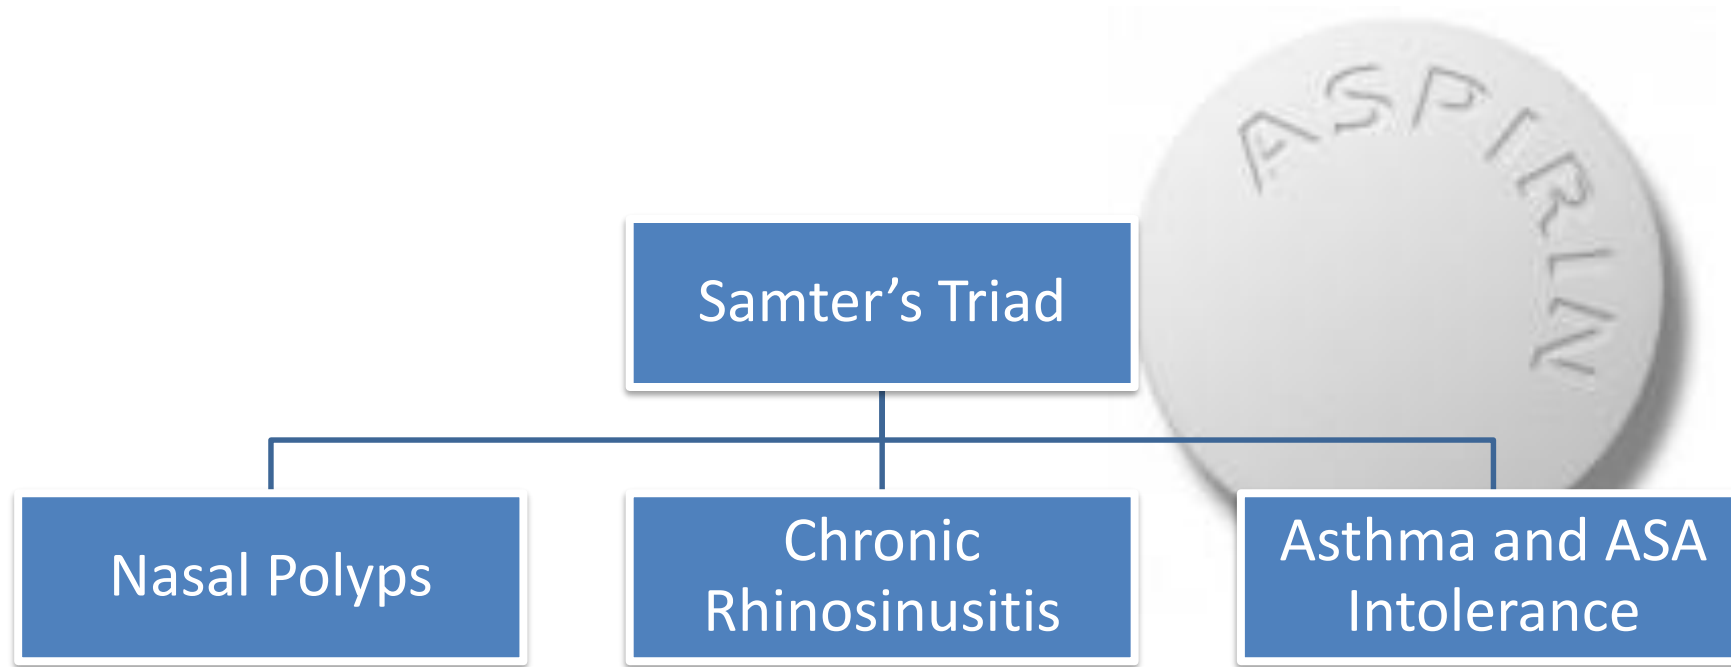 ASPIRIN
Samter’s Triad
Nasal Polyps
Chronic
Rhinosinusitis
Asthma and ASA
Intolerance